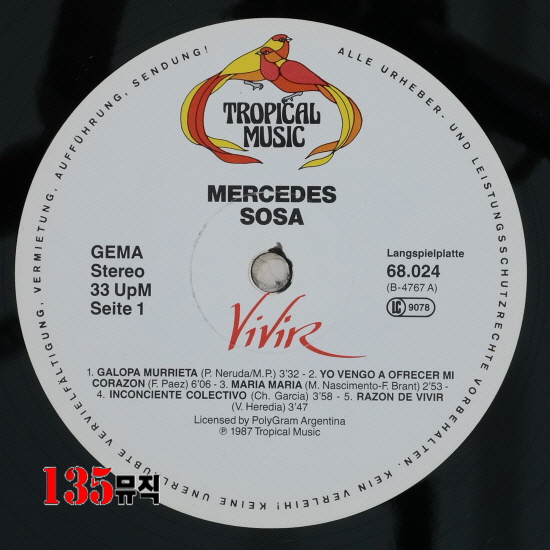 ALLE URHEBER- UND LEISTUNGSSCHUTZRECHTE VORBEHALTEN. KEIN VERLEIH! KEINE UNERLAUBTE VERVIELFÄLTIGUNG, VERMIETUNG, AUFFÜHRUNG, SENDUNG!
TROPICAL
MUSIC
MERCEDES
SOSA
GEMA
Stereo
33 UpM
Seite 1
Langspielplatte
68.024
(B-4767 A)
LC 9078
Vivir
1. GALOPA MURRIETA (P. Neruda/M.P.) 3'32 - 2. YO VENGO A OFRECER MI
CORAZON (F. Paez) 6'06 - 3. MARIA MARIA (M. Nascimento-F. Brant) 2'53 -
4. INCONCIENTE COLECTIVO (Ch. Garcia) 3'58 - 5. RAZON DE VIVIR
(V. Heredia) 3'47
Licensed by PolyGram Argentina
℗ 1987 Tropical Music
135뮤직